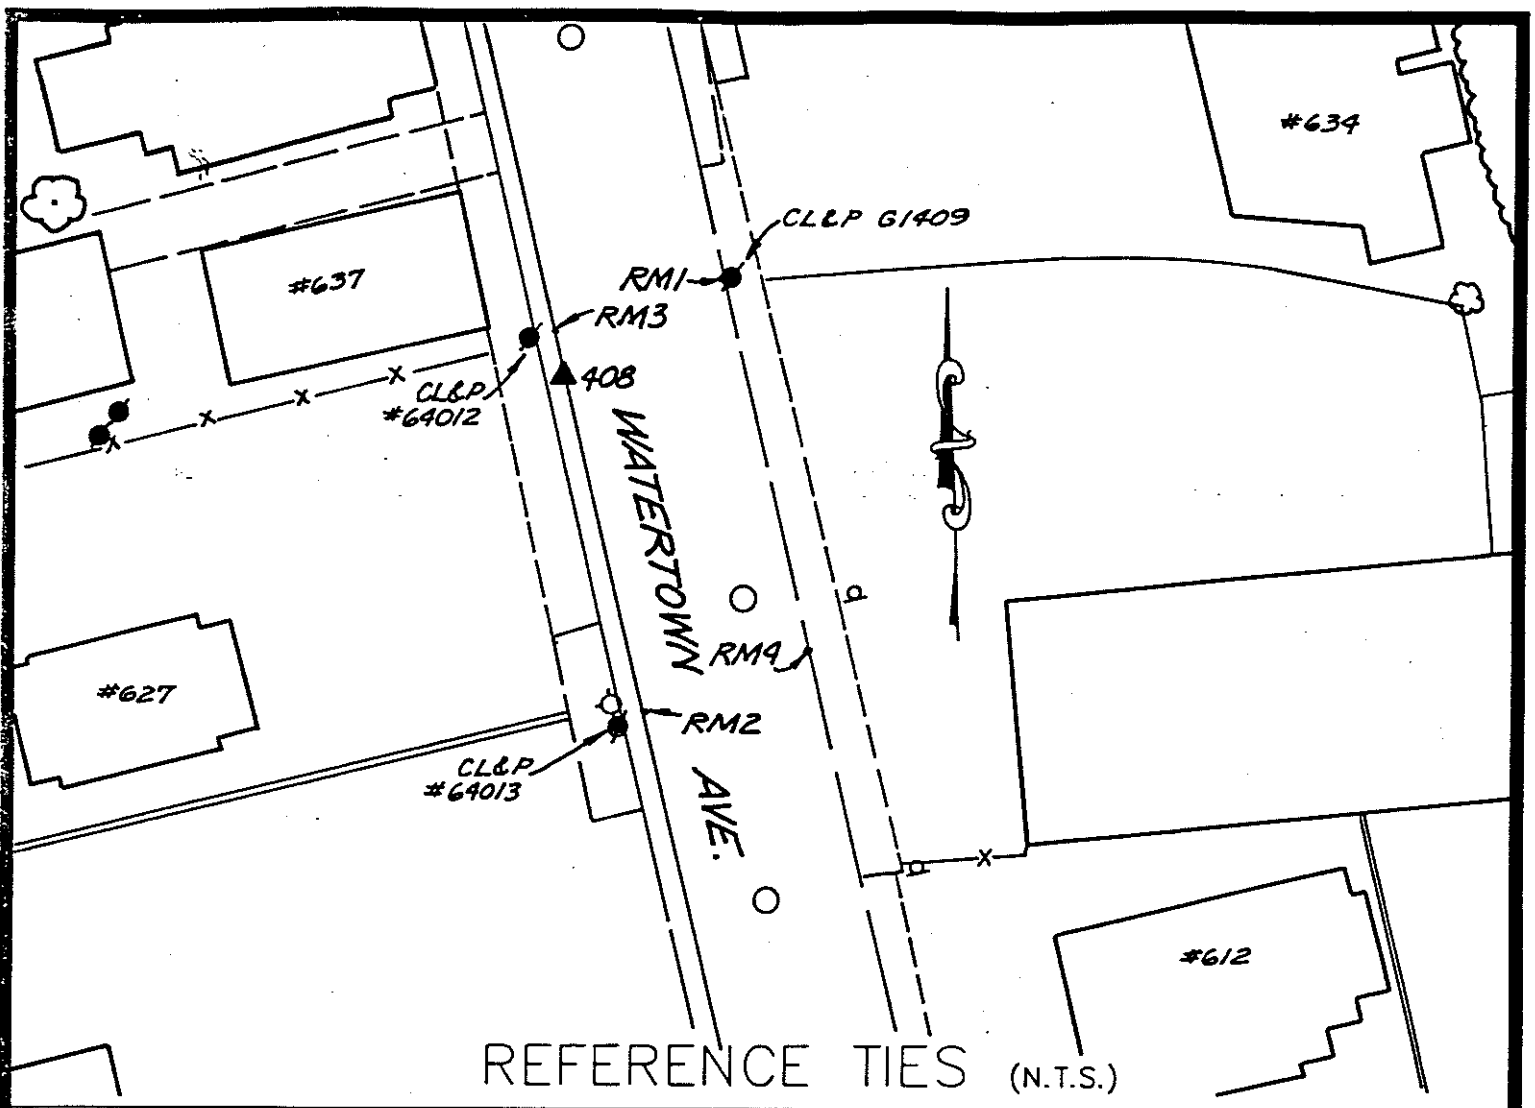 #634
CL&P G1409
RM1
#637
RM3
CL&P
#64012
408
WATERTOWN AVE.
RM4
#627
RM2
CL&P
#64013
#612
REFERENCE TIES (N.T.S.)